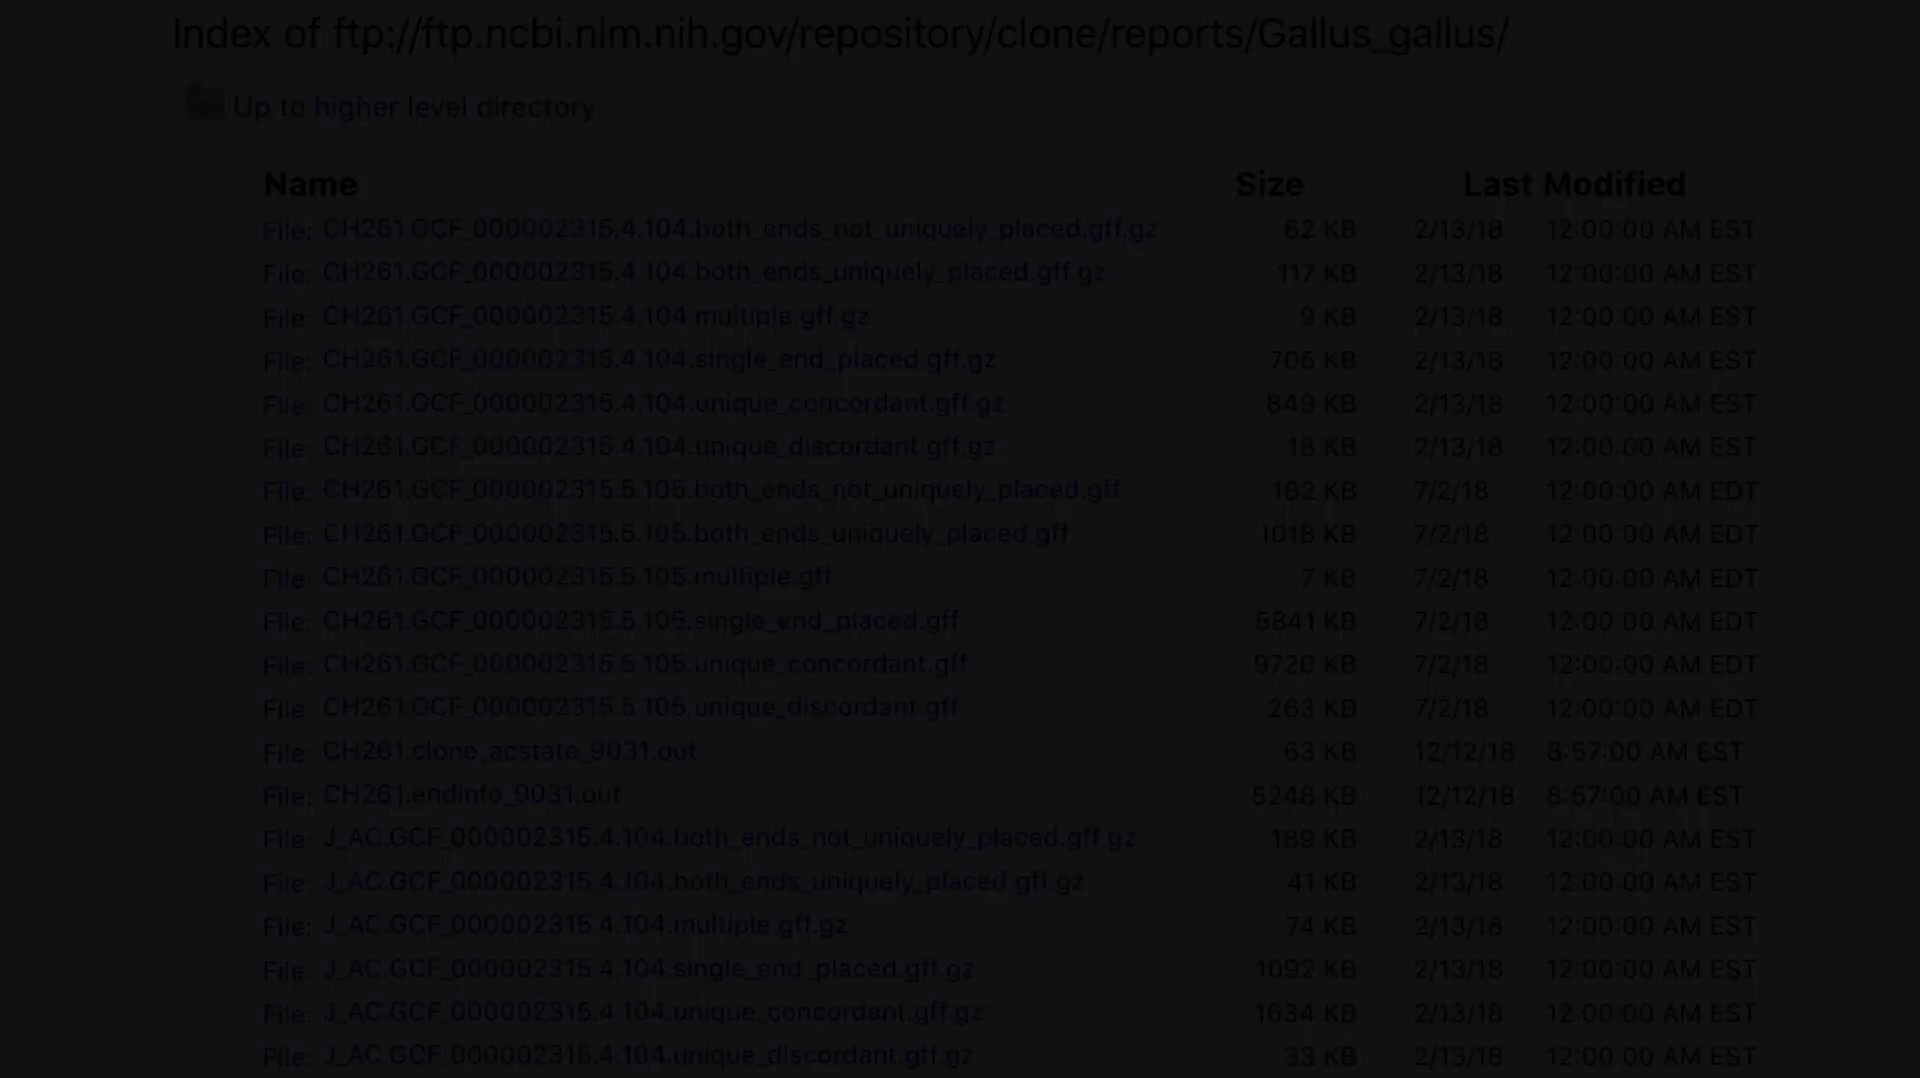 Index of ftp://ftp.ncbi.nlm.nih.gov/repository/clone/reports/Gallus_gallus/
Up to higher level directory
Name Size Last Modified
File: CH261.GCF_000002315.4.104.both_ends_not_uniquely_placed.gff.gz 62 KB 2/13/18 12:00:00 AM EST
File: CH261.GCF_000002315.4.104.both_ends_uniquely_placed.gff.gz 117 KB 2/13/18 12:00:00 AM EST
File: CH261.GCF_000002315.4.104.multiple.gff.gz 9 KB 2/13/18 12:00:00 AM EST
File: CH261.GCF_000002315.4.104.single_end_placed.gff.gz 706 KB 2/13/18 12:00:00 AM EST
File: CH261.GCF_000002315.4.104.unique_concordant.gff.gz 849 KB 2/13/18 12:00:00 AM EST
File: CH261.GCF_000002315.4.104.unique_discordant.gff.gz 18 KB 2/13/18 12:00:00 AM EST
File: CH261.GCF_000002315.5.105.both_ends_not_uniquely_placed.gff 182 KB 7/2/18 12:00:00 AM EDT
File: CH261.GCF_000002315.5.105.both_ends_uniquely_placed.gff 1018 KB 7/2/18 12:00:00 AM EDT
File: CH261.GCF_000002315.5.105.multiple.gff 7 KB 7/2/18 12:00:00 AM EDT
File: CH261.GCF_000002315.5.105.single_end_placed.gff 5841 KB 7/2/18 12:00:00 AM EDT
File: CH261.GCF_000002315.5.105.unique_concordant.gff 9720 KB 7/2/18 12:00:00 AM EDT
File: CH261.GCF_000002315.5.105.unique_discordant.gff 263 KB 7/2/18 12:00:00 AM EDT
File: CH261.clone_acstate_9031.out 63 KB 12/12/18 8:57:00 AM EST
File: CH261.endinfo_9031.out 5248 KB 12/12/18 8:57:00 AM EST
File: J_AC.GCF_000002315.4.104.both_ends_not_uniquely_placed.gff.gz 189 KB 2/13/18 12:00:00 AM EST
File: J_AC.GCF_000002315.4.104.both_ends_uniquely_placed.gff.gz 41 KB 2/13/18 12:00:00 AM EST
File: J_AC.GCF_000002315.4.104.multiple.gff.gz 74 KB 2/13/18 12:00:00 AM EST
File: J_AC.GCF_000002315.4.104.single_end_placed.gff.gz 1092 KB 2/13/18 12:00:00 AM EST
File: J_AC.GCF_000002315.4.104.unique_concordant.gff.gz 1634 KB 2/13/18 12:00:00 AM EST
File: J_AC.GCF_000002315.4.104.unique_discordant.gff.gz 33 KB 2/13/18 12:00:00 AM EST